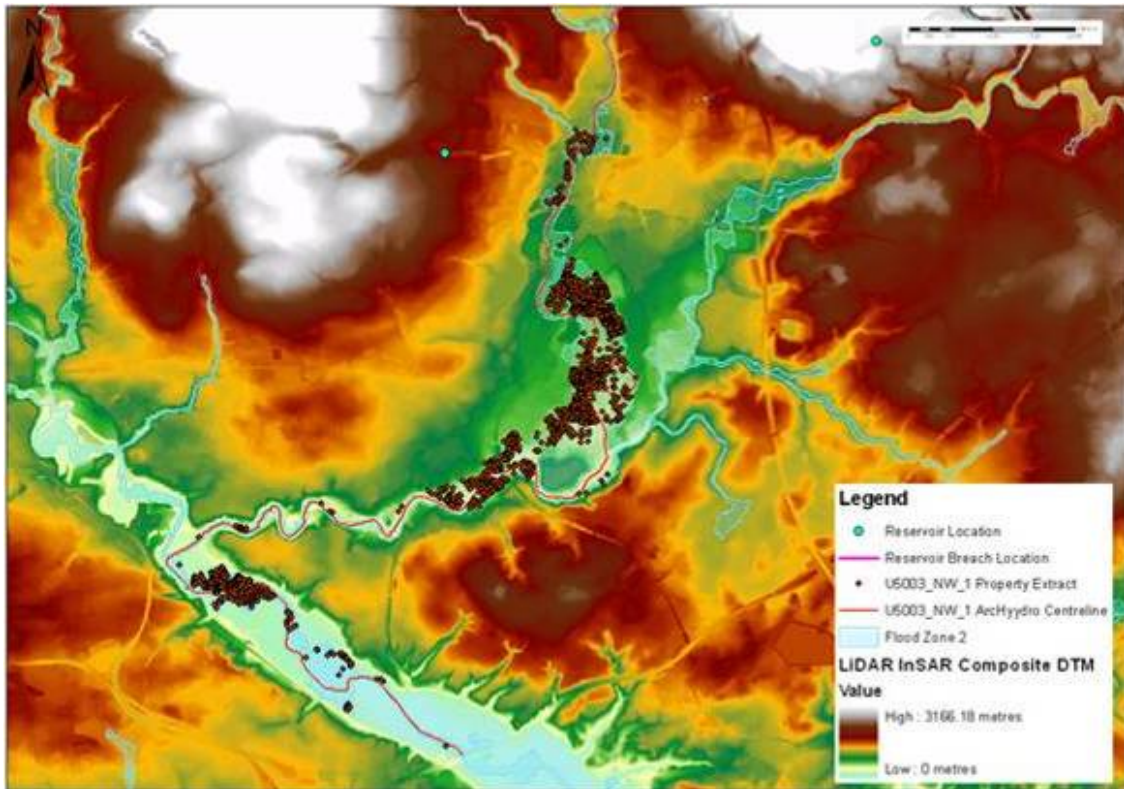 N
Legend
Reservoir Location
Reservoir Breach Location
U5003_NW_1 Property Extract
U5003_NW_1 ArcHyydro Centreline
Flood Zone 2
LiDAR InSAR Composite DTM
Value
High : 3166.18 metres
Low : 0 metres